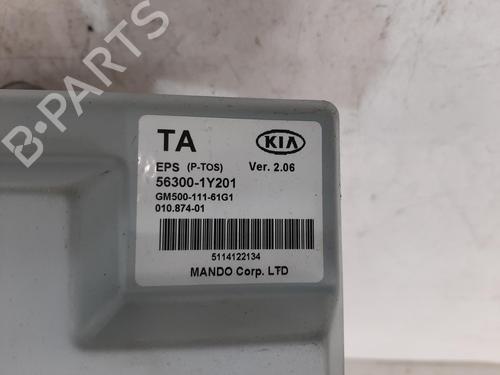 B-PARTS
TA
KIA
EPS (P-TOS) Ver. 2.06
56300-1Y201
GM500-111-61G1
010.874-01
5114122134
MANDO Corp. LTD